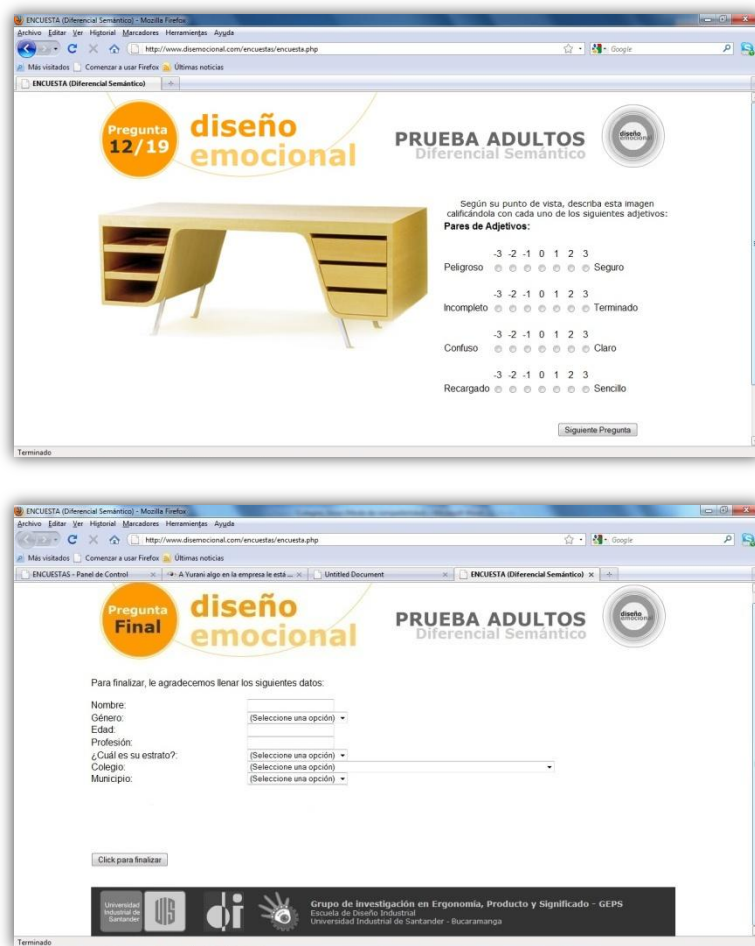 ENCUESTA (Diferencial Semántico) - Mozilla Firefox
Archivo Editar Ver Historial Marcadores Herramientas Ayuda
http://www.disemocional.com/encuestas/encuesta.php
Google
Más visitados Comenzar a usar Firefox Últimas noticias
ENCUESTA (Diferencial Semántico)
Pregunta
12/19
diseño
emocional
PRUEBA ADULTOS
Diferencial Semántico
diseño
emocional
Según su punto de vista, describa esta imagen
calificándola con cada uno de los siguientes adjetivos:
Pares de Adjetivos:
-3 -2 -1 0 1 2 3
Peligroso Seguro
-3 -2 -1 0 1 2 3
Incompleto Terminado
-3 -2 -1 0 1 2 3
Confuso Claro
-3 -2 -1 0 1 2 3
Recargado Sencillo
Siguiente Pregunta
Terminado
ENCUESTA (Diferencial Semántico) - Mozilla Firefox
Archivo Editar Ver Historial Marcadores Herramientas Ayuda
http://www.disemocional.com/encuestas/encuesta.php
Google
Más visitados Comenzar a usar Firefox Últimas noticias
ENCUESTAS - Panel de Control
A Yurani algo en la empresa le está ...
Untitled Document
ENCUESTA (Diferencial Semántico)
Pregunta
Final
diseño
emocional
PRUEBA ADULTOS
Diferencial Semántico
diseño
emocional
Para finalizar, le agradecemos llenar los siguientes datos:
Nombre:
Género: (Seleccione una opción)
Edad:
Profesión:
¿Cuál es su estrato?: (Seleccione una opción)
Colegio: (Seleccione una opción)
Municipio: (Seleccione una opción)
Click para finalizar
Universidad
Industrial de
Santander
UIS
di
Grupo de investigación en Ergonomía, Producto y Significado - GEPS
Escuela de Diseño Industrial
Universidad Industrial de Santander - Bucaramanga
Terminado